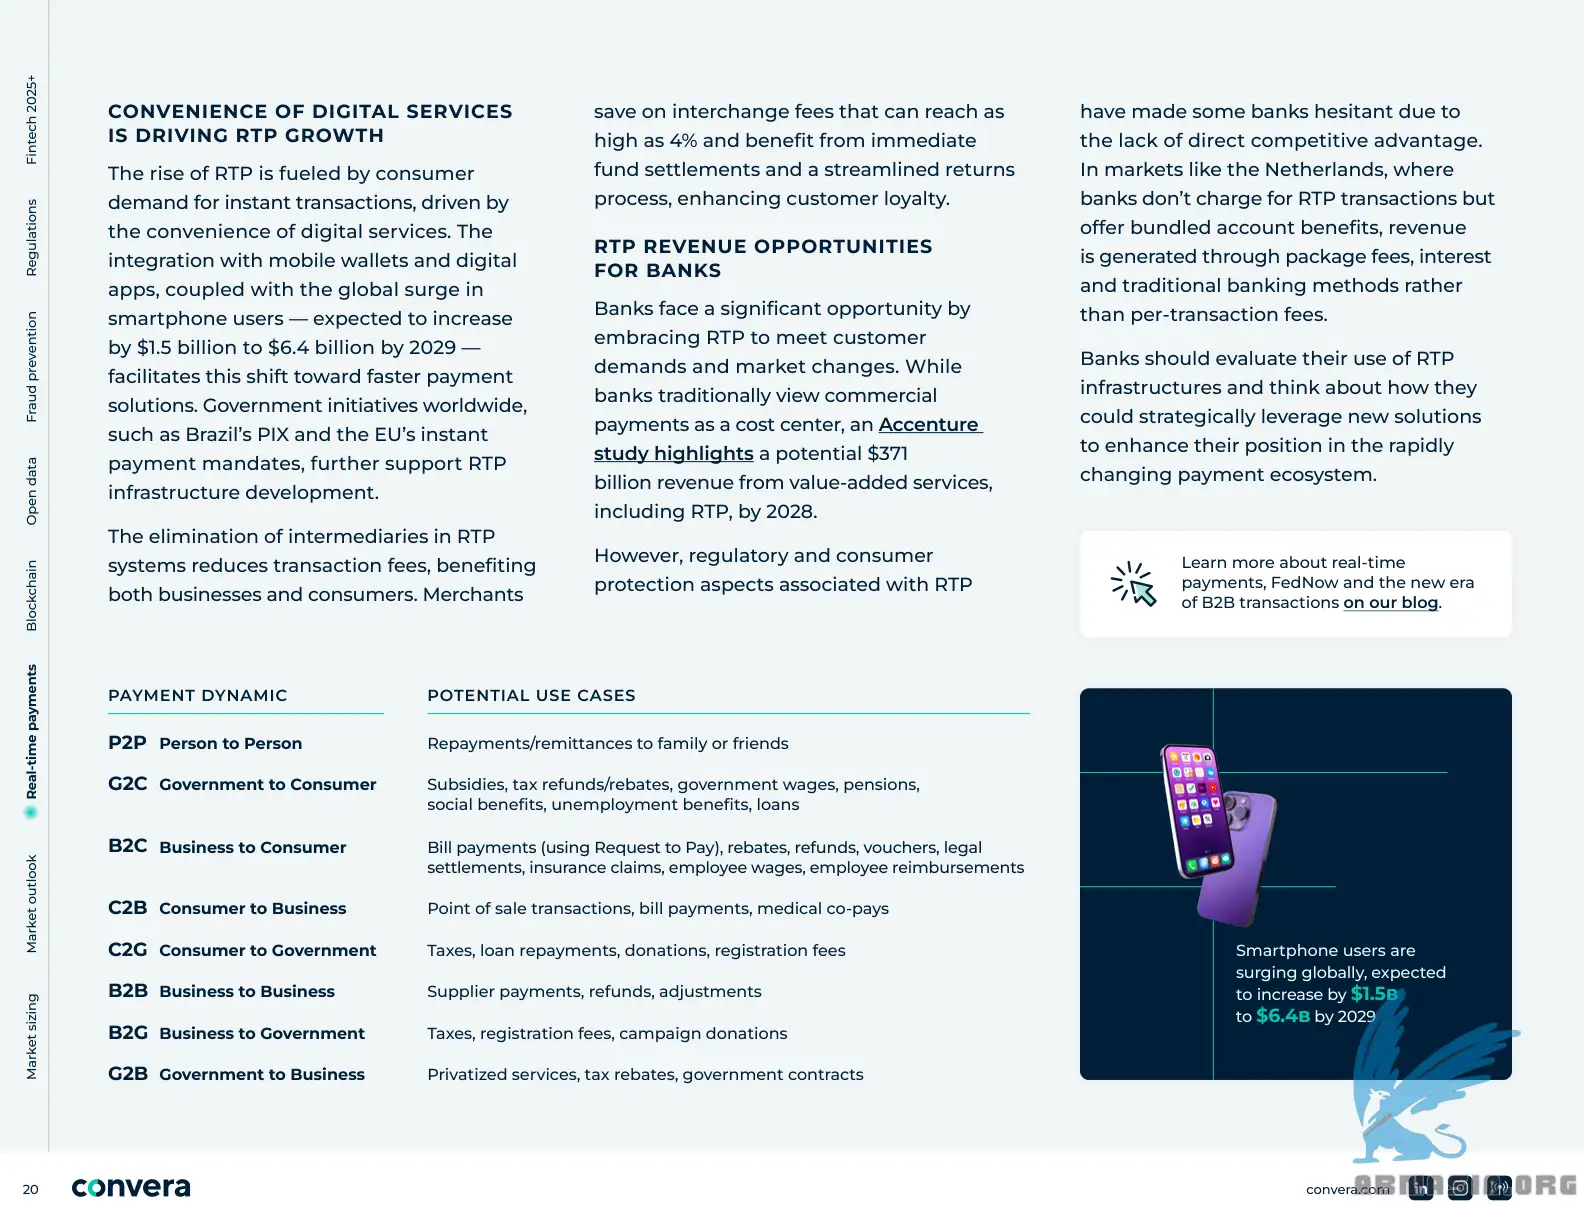 Fintech 2025+
Regulations
Fraud prevention
Open data
Blockchain
Real-time payments
Market outlook
Market sizing
CONVENIENCE OF DIGITAL SERVICES
IS DRIVING RTP GROWTH
The rise of RTP is fueled by consumer
demand for instant transactions, driven by
the convenience of digital services. The
integration with mobile wallets and digital
apps, coupled with the global surge in
smartphone users — expected to increase
by $1.5 billion to $6.4 billion by 2029 —
facilitates this shift toward faster payment
solutions. Government initiatives worldwide,
such as Brazil’s PIX and the EU’s instant
payment mandates, further support RTP
infrastructure development.
The elimination of intermediaries in RTP
systems reduces transaction fees, benefiting
both businesses and consumers. Merchants
save on interchange fees that can reach as
high as 4% and benefit from immediate
fund settlements and a streamlined returns
process, enhancing customer loyalty.
RTP REVENUE OPPORTUNITIES
FOR BANKS
Banks face a significant opportunity by
embracing RTP to meet customer
demands and market changes. While
banks traditionally view commercial
payments as a cost center, an Accenture
study highlights a potential $371
billion revenue from value-added services,
including RTP, by 2028.
However, regulatory and consumer
protection aspects associated with RTP
have made some banks hesitant due to
the lack of direct competitive advantage.
In markets like the Netherlands, where
banks don’t charge for RTP transactions but
offer bundled account benefits, revenue
is generated through package fees, interest
and traditional banking methods rather
than per-transaction fees.
Banks should evaluate their use of RTP
infrastructures and think about how they
could strategically leverage new solutions
to enhance their position in the rapidly
changing payment ecosystem.
Learn more about real-time
payments, FedNow and the new era
of B2B transactions on our blog.
PAYMENT DYNAMIC POTENTIAL USE CASES
P2P Person to Person Repayments/remittances to family or friends
G2C Government to Consumer Subsidies, tax refunds/rebates, government wages, pensions,
social benefits, unemployment benefits, loans
B2C Business to Consumer Bill payments (using Request to Pay), rebates, refunds, vouchers, legal
settlements, insurance claims, employee wages, employee reimbursements
C2B Consumer to Business Point of sale transactions, bill payments, medical co-pays
C2G Consumer to Government Taxes, loan repayments, donations, registration fees
B2B Business to Business Supplier payments, refunds, adjustments
B2G Business to Government Taxes, registration fees, campaign donations
G2B Government to Business Privatized services, tax rebates, government contracts
Smartphone users are
surging globally, expected
to increase by $1.5B
to $6.4B by 2029
20 convera
convera.com
in